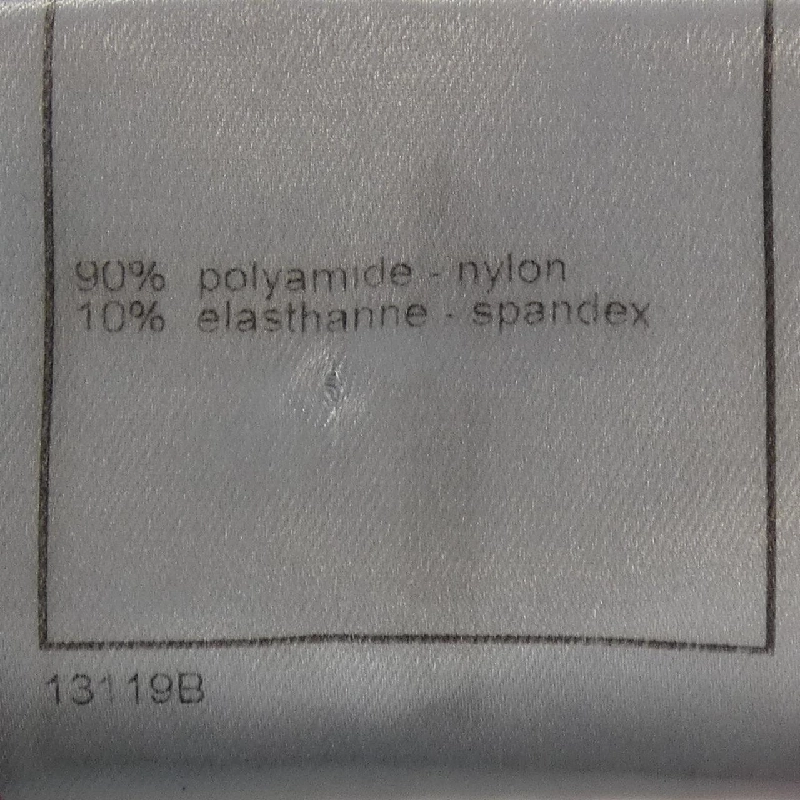 90% polyamide - nylon
10% elasthanne - spandex
13119B